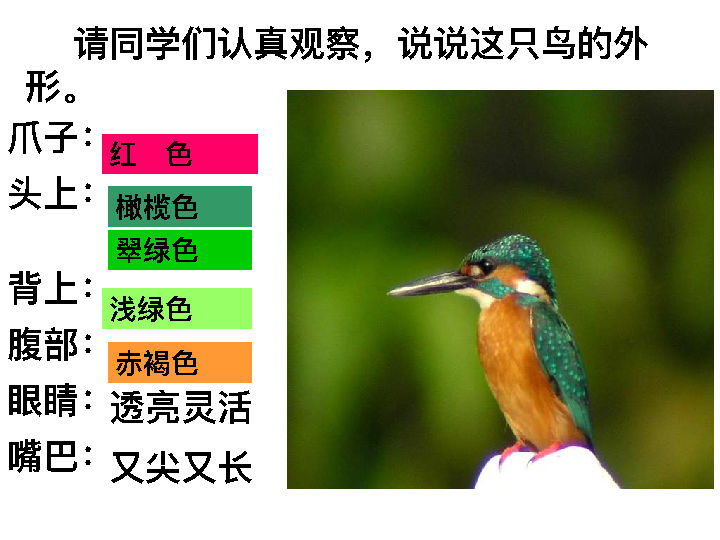 请同学们认真观察，说说这只鸟的外
形。
爪子： 红 色
头上： 橄榄色
翠绿色
背上： 浅绿色
腹部： 赤褐色
眼睛： 透亮灵活
嘴巴： 又尖又长